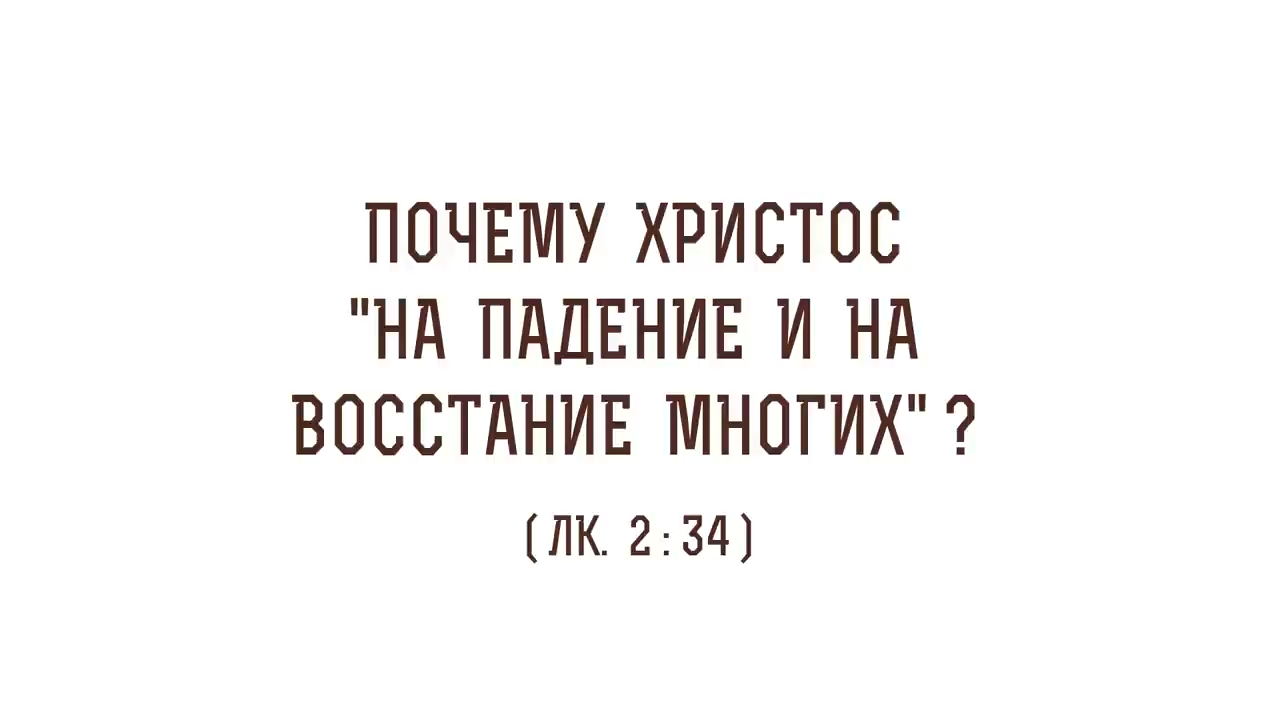 ПОЧЕМУ ХРИСТОС
"НА ПАДЕНИЕ И НА
ВОССТАНИЕ МНОГИХ"?
(ЛК. 2:34)